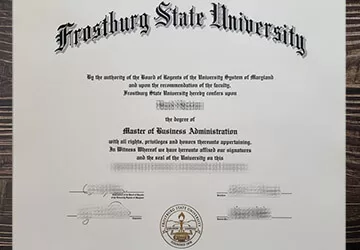 Frostburg State University
By the authority of the Board of Regents of the University System of Maryland
and upon the recommendation of the faculty,
Frostburg State University hereby confers upon
the degree of
Master of Business Administration
with all rights, privileges and honors thereunto appertaining.
In Witness Whereof we have hereunto affixed our signatures
and the seal of the University on this
FROSTBURG STATE UNIVERSITY